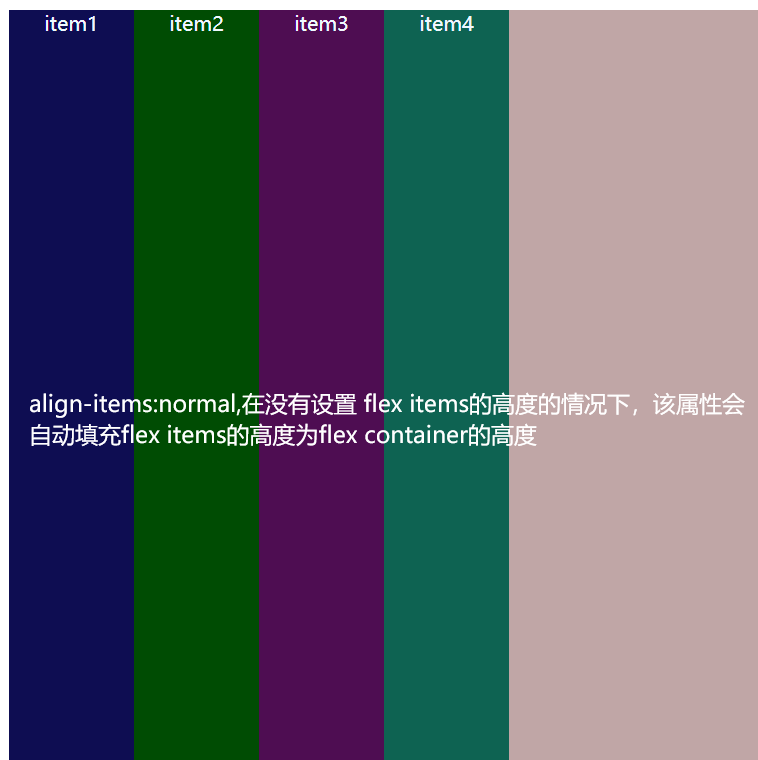 item1 item2 item3 item4
align-items:normal,在没有设置 flex items的高度的情况下，该属性会
自动填充flex items的高度为flex container的高度